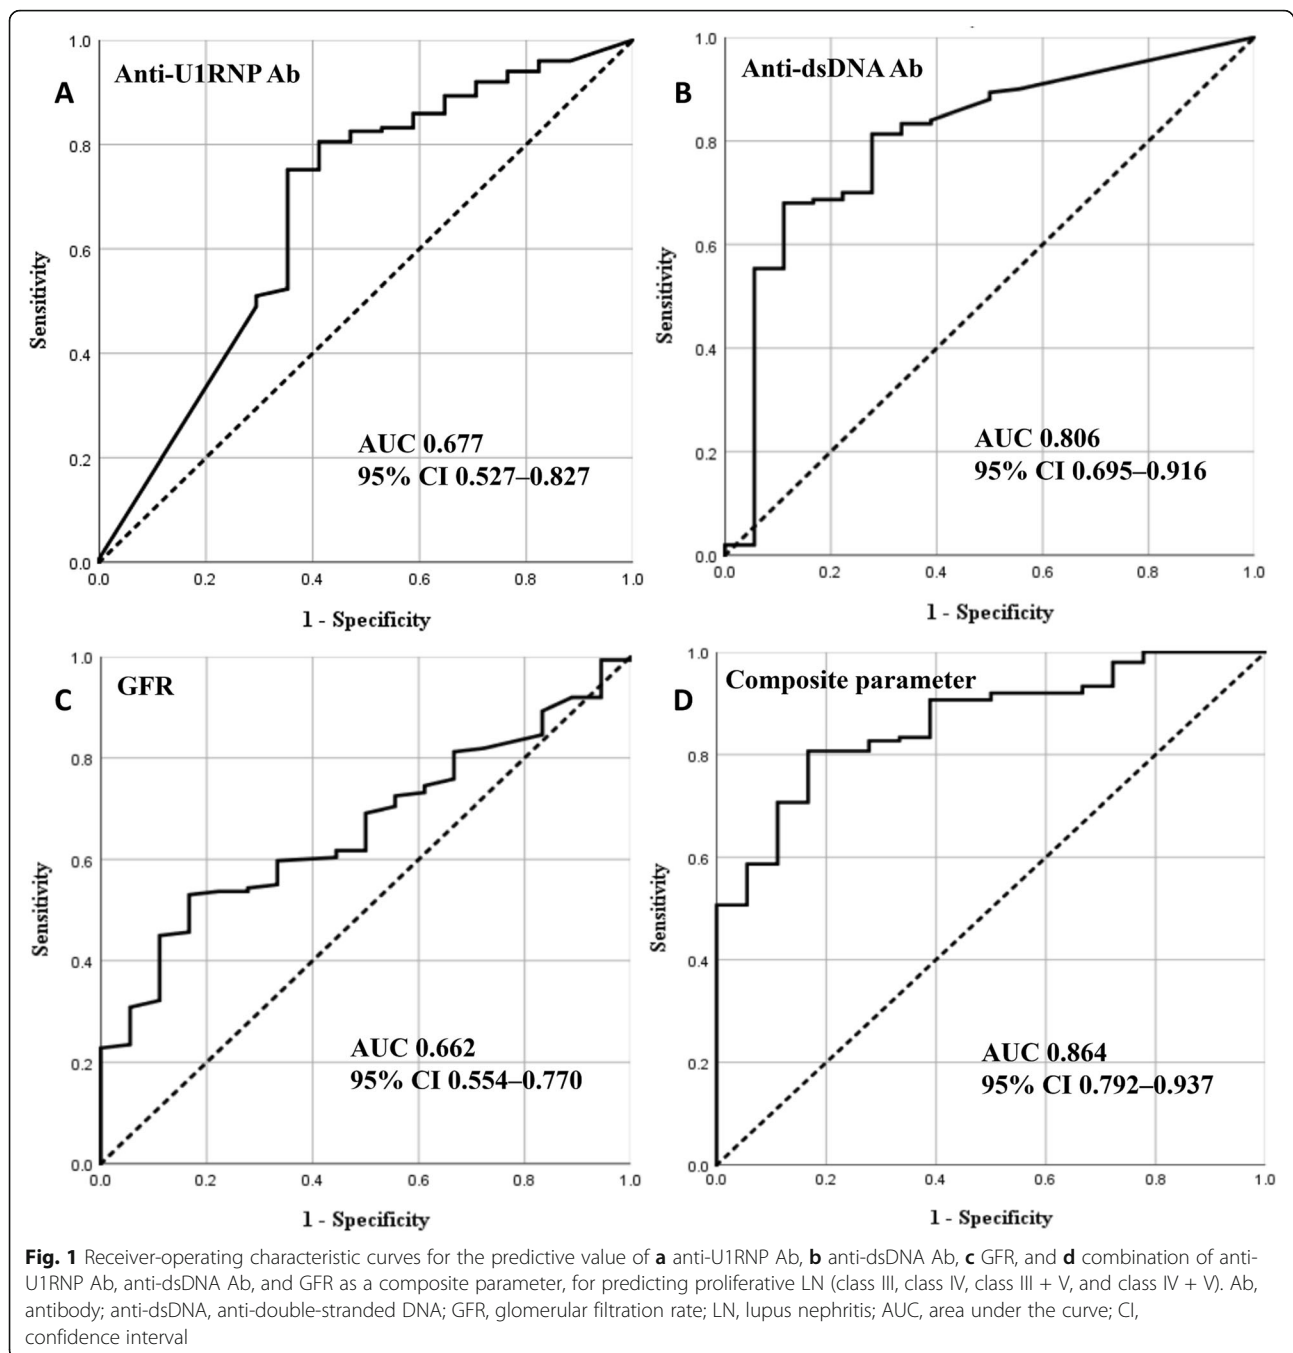 A
Anti-U1RNP Ab
1.0
0.8
0.6
0.4
0.2
0.0
Sensitivity
AUC 0.677
95% CI 0.527–0.827
0.0 0.2 0.4 0.6 0.8 1.0
1 - Specificity
B
Anti-dsDNA Ab
1.0
0.8
0.6
0.4
0.2
0.0
Sensitivity
AUC 0.806
95% CI 0.695–0.916
0.0 0.2 0.4 0.6 0.8 1.0
1 - Specificity
C
GFR
1.0
0.8
0.6
0.4
0.2
0.0
Sensitivity
AUC 0.662
95% CI 0.554–0.770
0.0 0.2 0.4 0.6 0.8 1.0
1 - Specificity
D
Composite parameter
1.0
0.8
0.6
0.4
0.2
0.0
Sensitivity
AUC 0.864
95% CI 0.792–0.937
0.0 0.2 0.4 0.6 0.8 1.0
1 - Specificity
Fig. 1 Receiver-operating characteristic curves for the predictive value of a anti-U1RNP Ab, b anti-dsDNA Ab, c GFR, and d combination of anti-
U1RNP Ab, anti-dsDNA Ab, and GFR as a composite parameter, for predicting proliferative LN (class III, class IV, class III + V, and class IV + V). Ab,
antibody; anti-dsDNA, anti-double-stranded DNA; GFR, glomerular filtration rate; LN, lupus nephritis; AUC, area under the curve; CI,
confidence interval